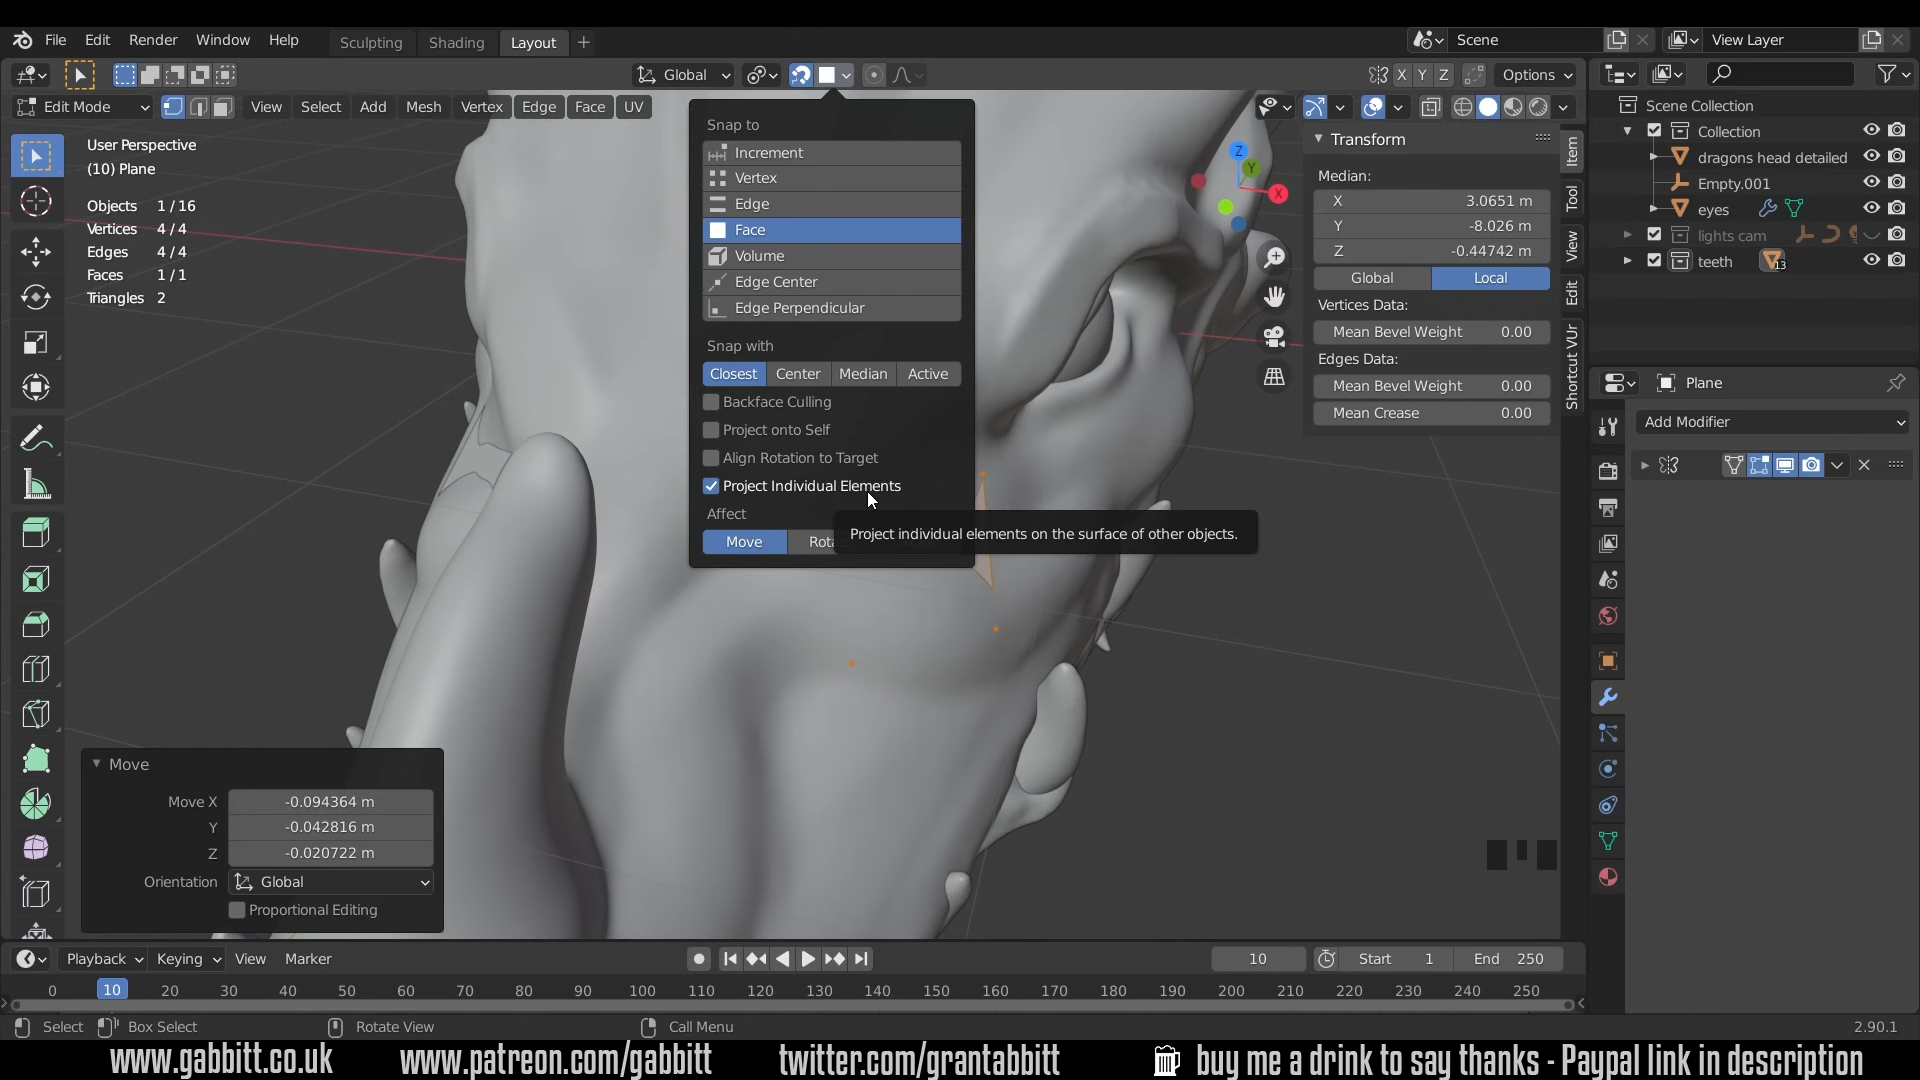 File Edit Render Window Help Sculpting Shading Layout + Scene View Layer
Global X Y Z Options
Edit Mode View Select Add Mesh Vertex Edge Face UV
User Perspective
(10) Plane
Objects 1 / 16
Vertices 4 / 4
Edges 4 / 4
Faces 1 / 1
Triangles 2
Snap to
Increment
Vertex
Edge
Face
Volume
Edge Center
Edge Perpendicular
Snap with
Closest Center Median Active
Backface Culling
Project onto Self
Align Rotation to Target
Project Individual Elements
Affect
Move
Project individual elements on the surface of other objects.
Z
Y
X
Transform
Median:
X 3.0651 m
Y -8.026 m
Z -0.44742 m
Global Local
Vertices Data:
Mean Bevel Weight 0.00
Edges Data:
Mean Bevel Weight 0.00
Mean Crease 0.00
Item
Tool
View
Edit
Shortcut VUr
Scene Collection
Collection
dragons head detailed
Empty.001
eyes
lights cam
teeth 13
Plane
Add Modifier
Move
Move X -0.094364 m
Y -0.042816 m
Z -0.020722 m
Orientation Global
Proportional Editing
Playback Keying View Marker 10 Start 1 End 250
0 10 20 30 40 50 60 70 80 90 100 110 120 130 140 150 160 170 180 190 200 210 220 230 240 250
Select Box Select Rotate View Call Menu 2.90.1
www.gabbitt.co.uk www.patreon.com/gabbitt twitter.com/grantabbitt buy me a drink to say thanks - Paypal link in description